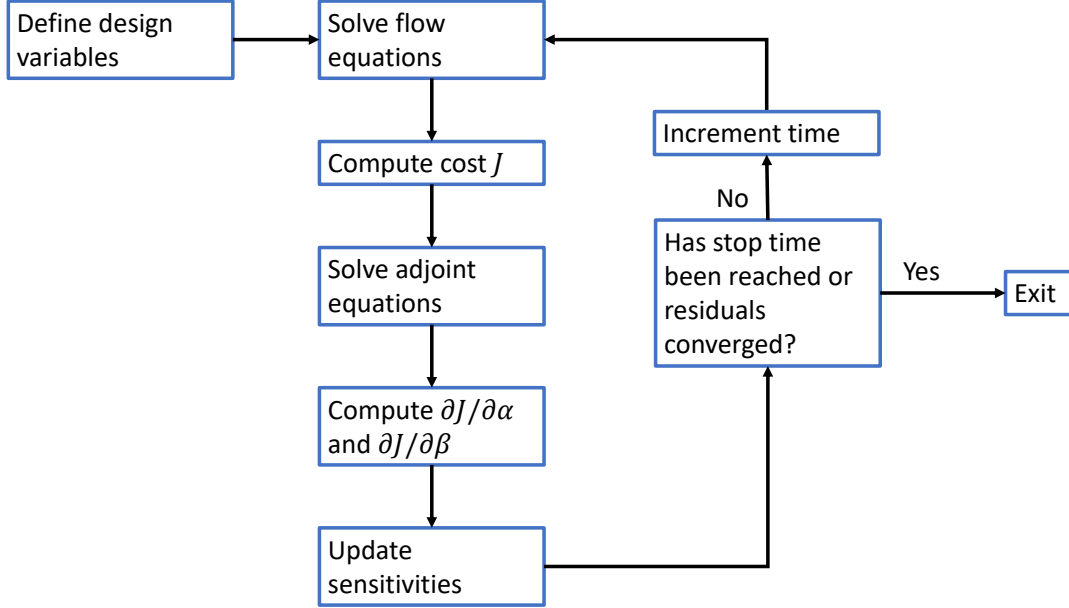 Define design
variables
Solve flow
equations
Compute cost J
Solve adjoint
equations
Compute ∂J/∂α
and ∂J/∂β
Update
sensitivities
Increment time
No
Has stop time
been reached or
residuals
converged?
Yes
Exit